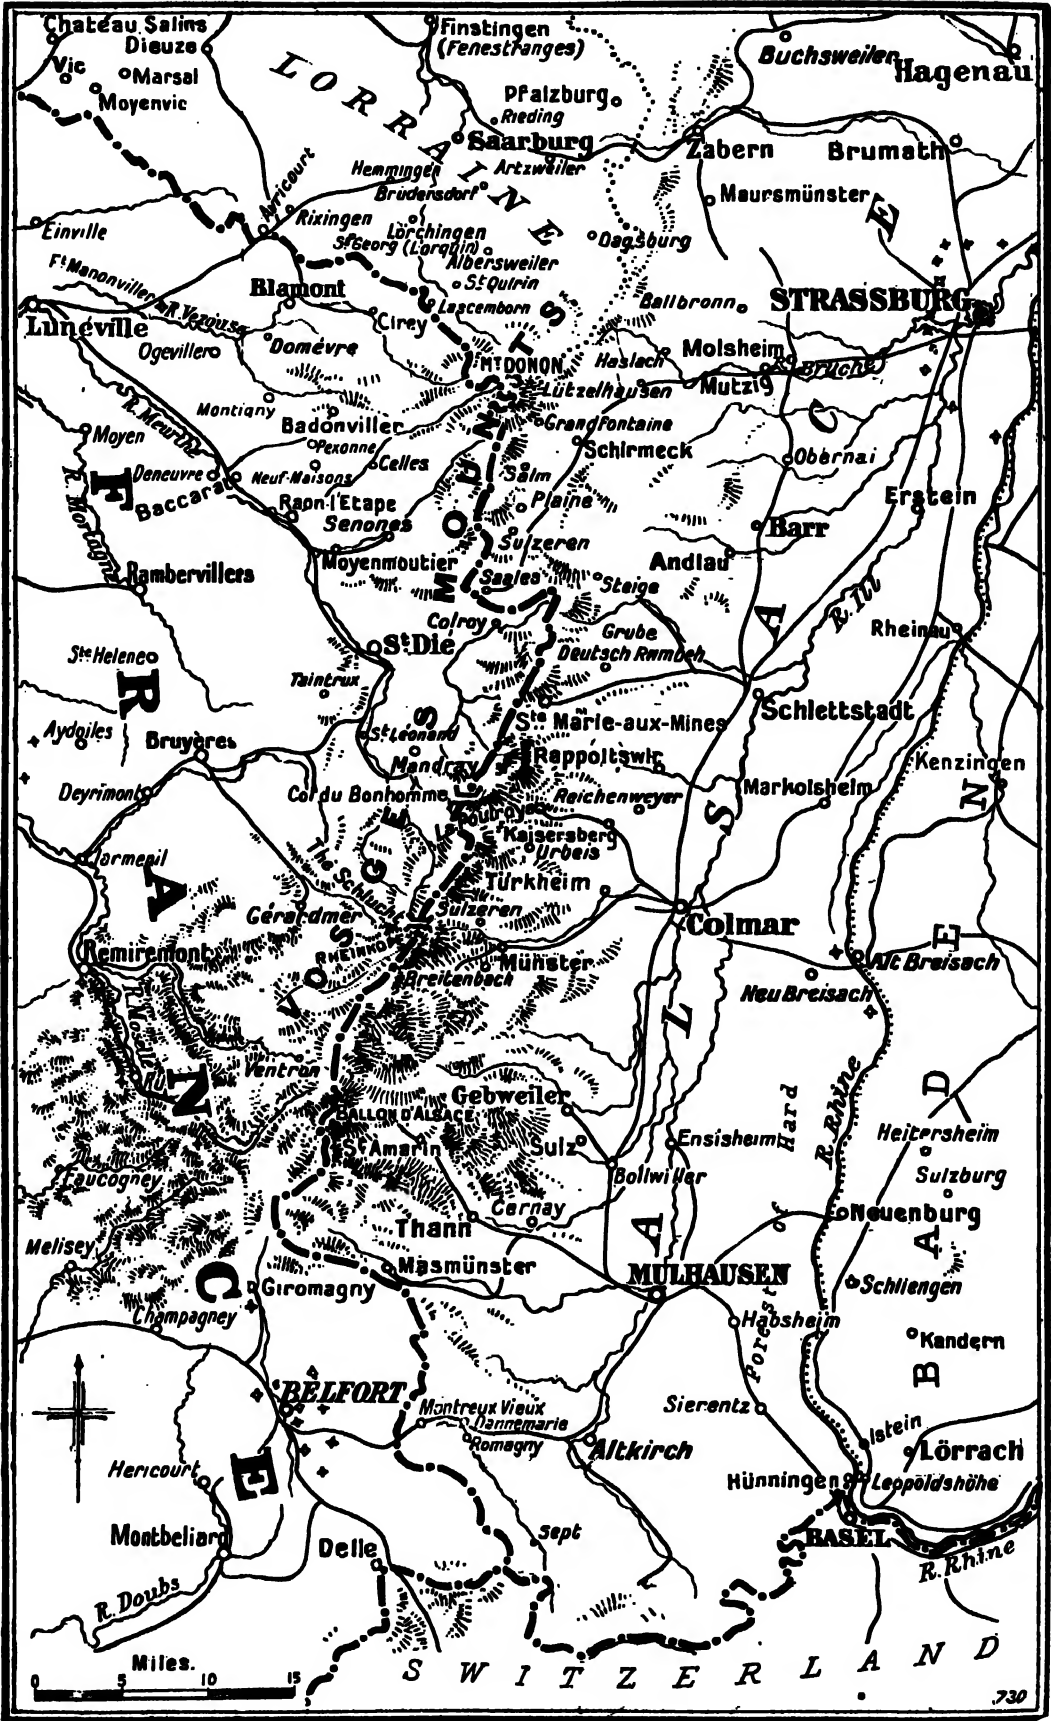 Chateau Salins
Dieuze
Finstingen
(Fenestranges)
Buchsweiler
Hagenau
Vic
Marsal
Moyenvic
LORRAINE
Pfalzburg
Rieding
Saarburg
Artzweiler
Zabern
Brumath
Hemmingen
Brudersdorf
Avricourt
Rixingen
Maursmünster
Einville
Lörchingen
St Georg (Lorquin)
Albersweiler
Dagsburg
St Quirin
Ft Manonviller
R. Vezouse
Blamont
Lascemborn
Ballbronn
STRASSBURG
Luneville
Cirey
Ogeviller
Domèvre
Mt DONON
Haslach
Molsheim
R. Bruche
Mutzig
Lützelhausen
R. Meurthe
Montigny
Badonviller
Grandfontaine
Schirmeck
Moyen
Pexonne
Deneuvre
Neuf-Maisons
Celles
Salm
Obernai
Baccarat
Raon-l'Etape
Senones
Plaine
Erstein
R. Mortagne
Barr
Moyenmoutier
Sulzeren
Andlau
Rambervillers
Saales
Steige
R. Ill
Colroy
Grube
Rheinau
Ste Helene
St Dié
Taintrux
Schlettstadt
Ste Marie-aux-Mines
Aydoiles
Bruyères
St Léonard
Mandray
Rappoltswlr
Kenzingen
Deyrimont
Col du Bonhomme
Reichenweyer
Markolsheim
Kaisersberg
Urbeis
Jarmenil
The Schlucht
Türkheim
Gérardmer
Sulzeren
Colmar
Remiremont
Münster
Alt Breisach
Breitenbach
Neu Breisach
Ventron
Gebweiler
R. Rhine
BALLON D'ALSACE
Ensisheim
Heitersheim
St Amarin
Sulz
Bollwiller
Sulzburg
Faucogney
Cernay
Thann
Neuenburg
Melisey
Masmünster
MULHAUSEN
Giromagny
Schliengen
Champagney
Habsheim
Forest of Hard
Kandern
BELFORT
Montreux Vieux
Dannemarie
Romagny
Sierentz
Altkirch
Istein
Lörrach
Hericourt
Hünningen
Leopoldshöhe
Montbeliard
Delle
Sept
BASEL
R. Rhine
R. Doubs
VOSGES MOUNTS
FRANCE
ALSACE
BADEN
SWITZERLAND
Miles.
0 5 10 15
730